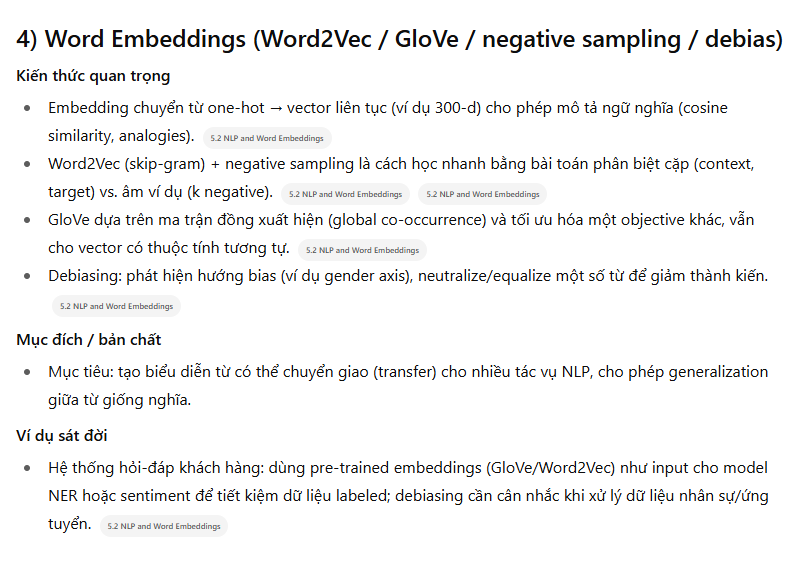 4) Word Embeddings (Word2Vec / GloVe / negative sampling / debias)
Kiến thức quan trọng
• Embedding chuyển từ one-hot → vector liên tục (ví dụ 300-d) cho phép mô tả ngữ nghĩa (cosine
similarity, analogies). 5.2 NLP and Word Embeddings
• Word2Vec (skip-gram) + negative sampling là cách học nhanh bằng bài toán phân biệt cặp (context,
target) vs. âm ví dụ (k negative). 5.2 NLP and Word Embeddings 5.2 NLP and Word Embeddings
• GloVe dựa trên ma trận đồng xuất hiện (global co-occurrence) và tối ưu hóa một objective khác, vẫn
cho vector có thuộc tính tương tự. 5.2 NLP and Word Embeddings
• Debiasing: phát hiện hướng bias (ví dụ gender axis), neutralize/equalize một số từ để giảm thành kiến.
5.2 NLP and Word Embeddings
Mục đích / bản chất
• Mục tiêu: tạo biểu diễn từ có thể chuyển giao (transfer) cho nhiều tác vụ NLP, cho phép generalization
giữa từ giống nghĩa.
Ví dụ sát đời
• Hệ thống hỏi-đáp khách hàng: dùng pre-trained embeddings (GloVe/Word2Vec) như input cho model
NER hoặc sentiment để tiết kiệm dữ liệu labeled; debiasing cần cân nhắc khi xử lý dữ liệu nhân sự/ứng
tuyển. 5.2 NLP and Word Embeddings